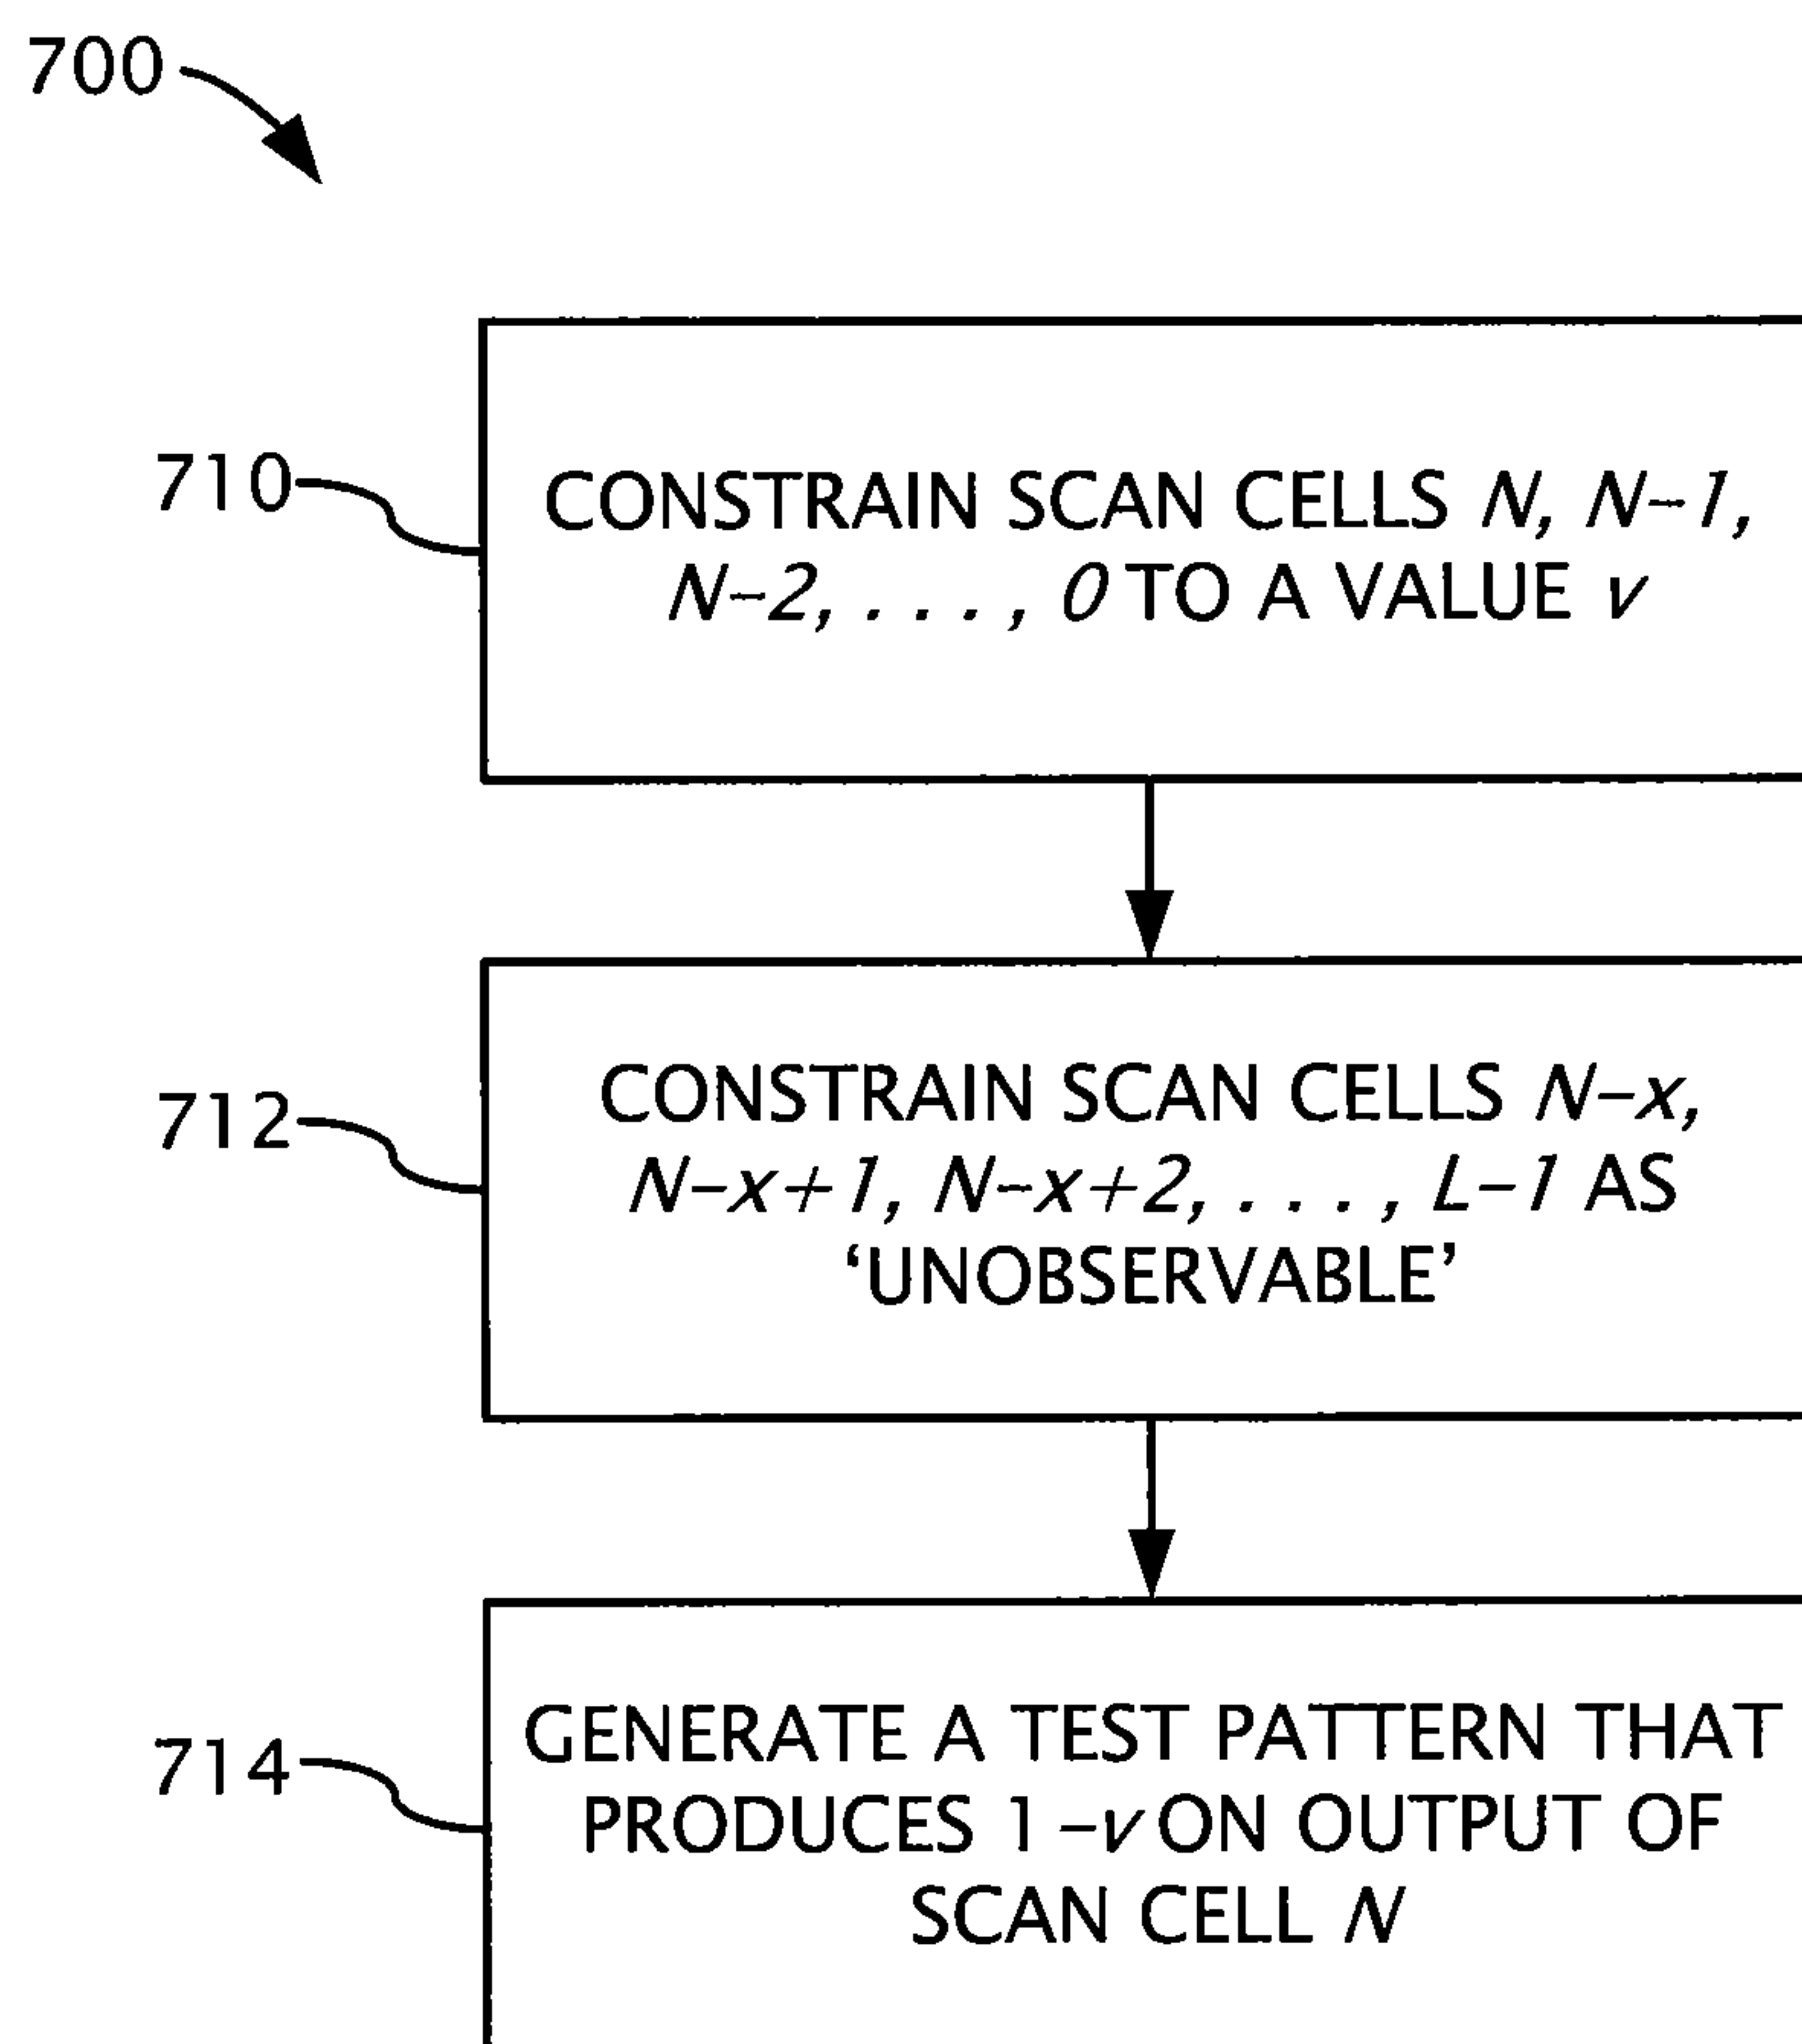 700
710
CONSTRAIN SCAN CELLS N, N–1,
N–2, . . . , 0 TO A VALUE v
712
CONSTRAIN SCAN CELLS N–x,
N–x+1, N–x+2, . . . , L–1 AS
‘UNOBSERVABLE’
714
GENERATE A TEST PATTERN THAT
PRODUCES 1–v ON OUTPUT OF
SCAN CELL N